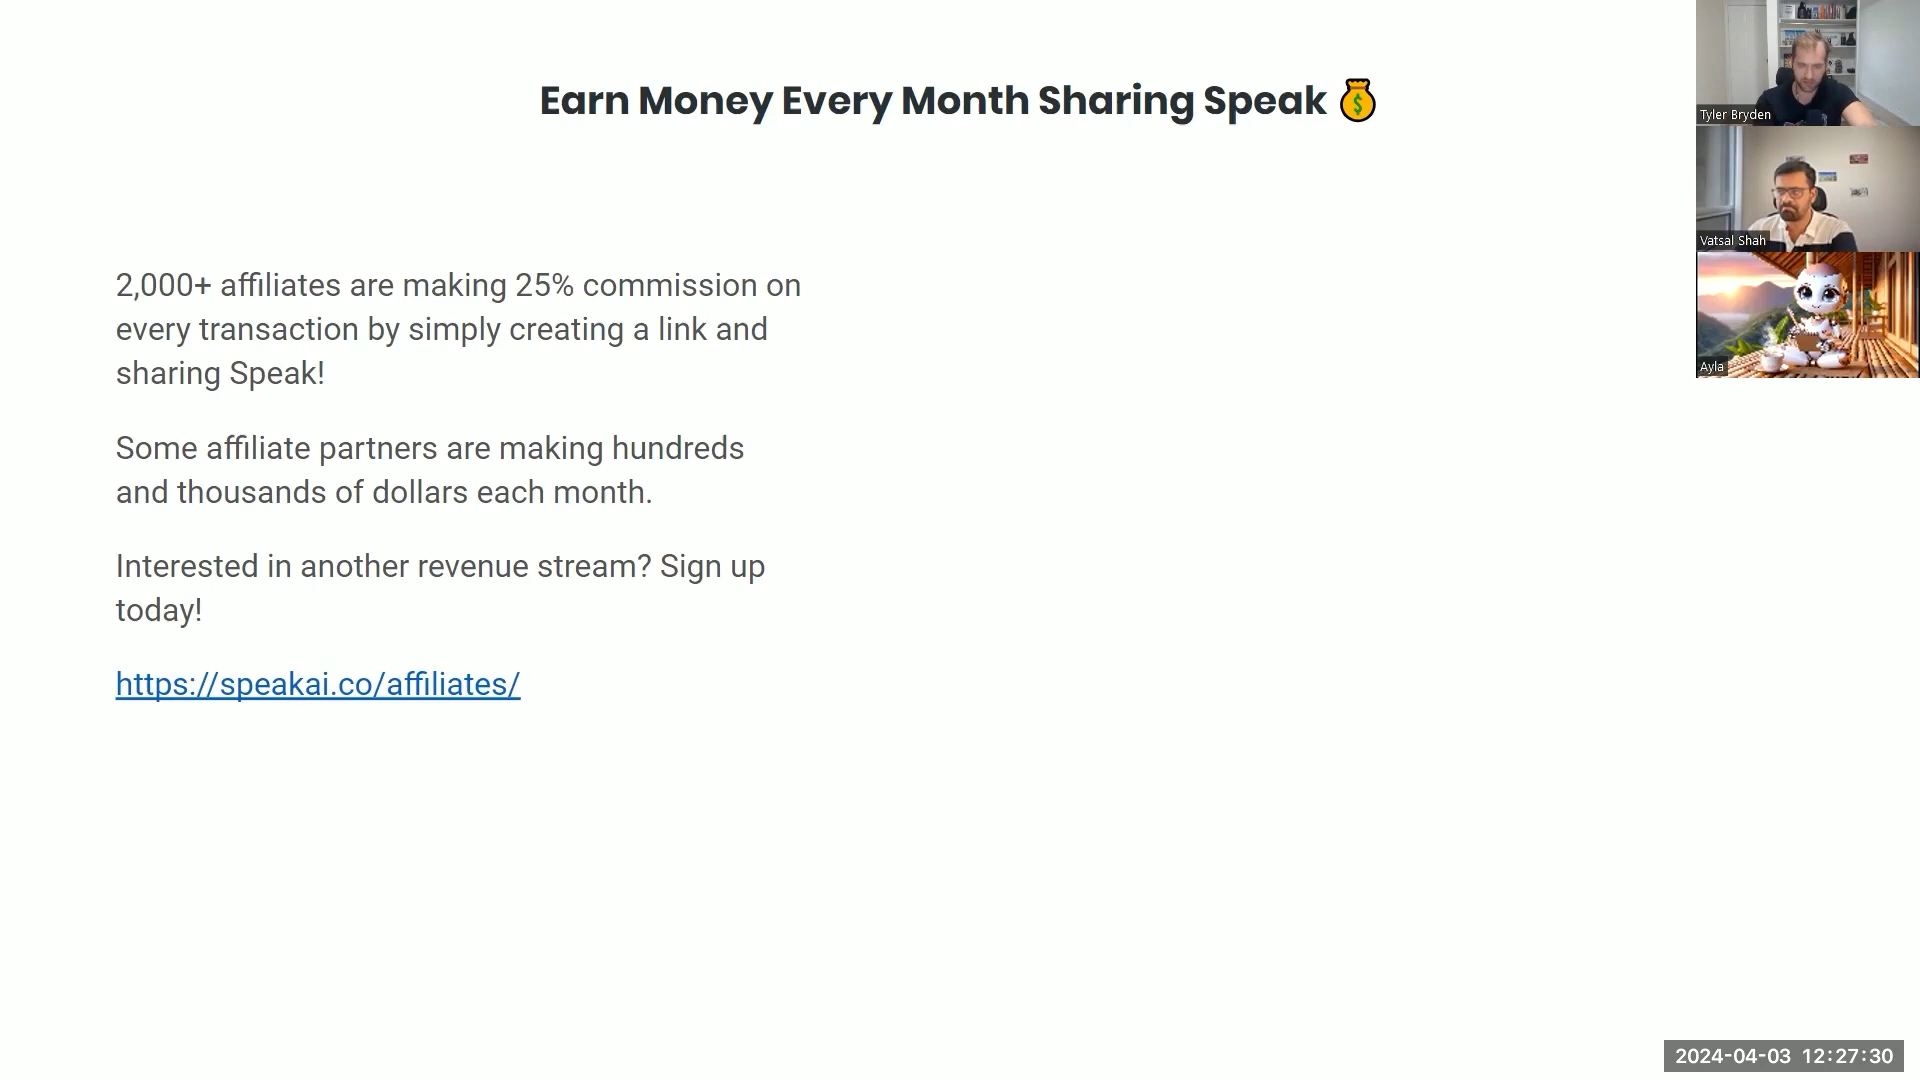 Earn Money Every Month Sharing Speak
2,000+ affiliates are making 25% commission on
every transaction by simply creating a link and
sharing Speak!
Some affiliate partners are making hundreds
and thousands of dollars each month.
Interested in another revenue stream? Sign up
today!
https://speakai.co/affiliates/
Tyler Bryden
Vatsal Shah
Ayla
2024-04-03 12:27:30